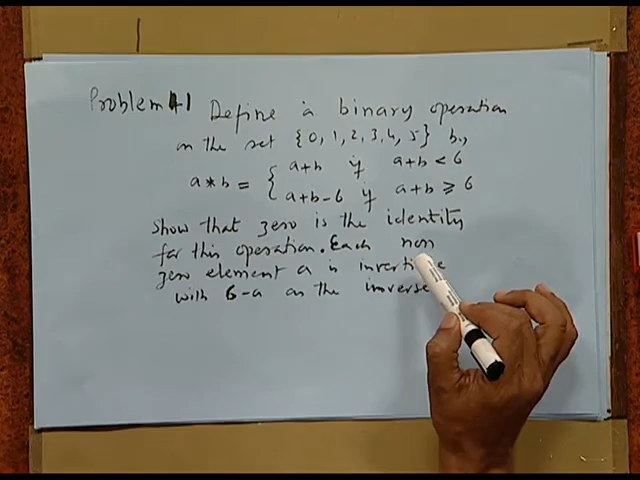 Problem 1 Define a binary operation
on the set {0, 1, 2, 3, 4, 5} by
a*b = { a+b if a+b < 6
a+b-6 if a+b ⩾ 6
Show that zero is the identity
for this operation. Each non
zero element a is invertible
with 6-a as the inverse